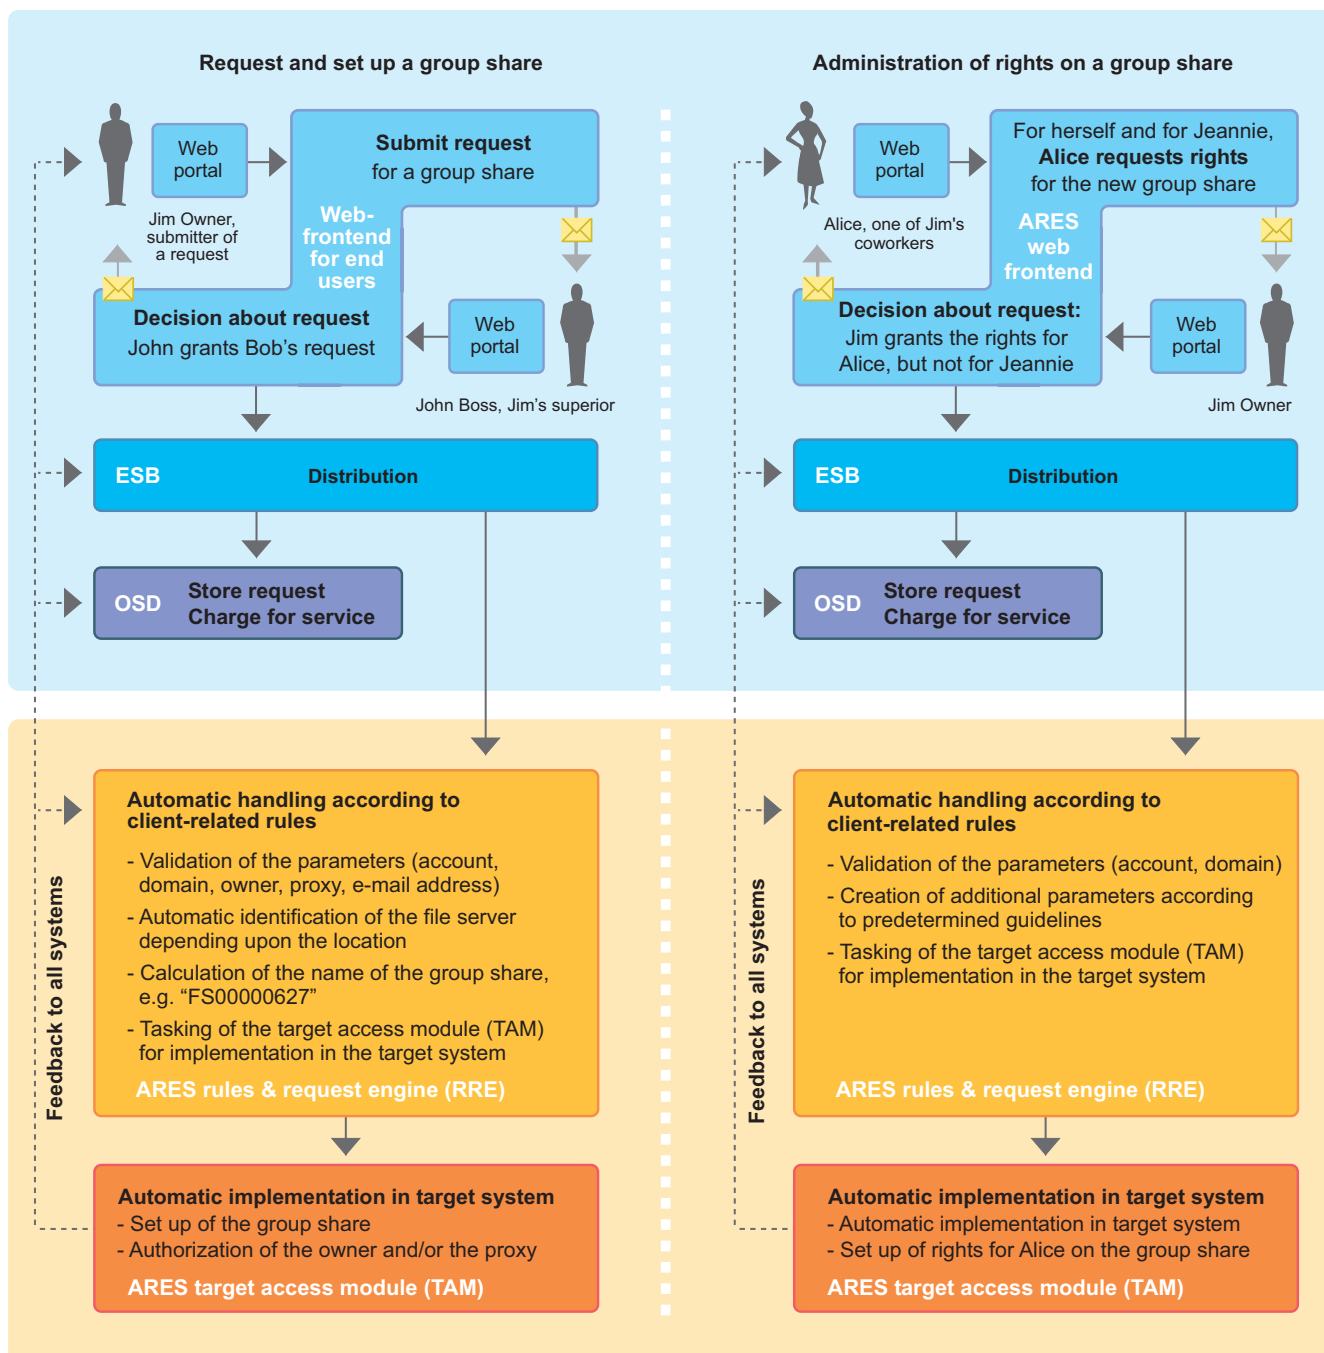 Request and set up a group share
Web
portal
Submit request
for a group share
Jim Owner,
submitter of
a request
Web-
frontend
for end
users
Decision about request
John grants Bob's request
Web
portal
John Boss, Jim's superior
ESB Distribution
OSD Store request
Charge for service
Automatic handling according to
client-related rules
- Validation of the parameters (account,
domain, owner, proxy, e-mail address)
- Automatic identification of the file server
depending upon the location
- Calculation of the name of the group share,
e.g. “FS00000627”
- Tasking of the target access module (TAM)
for implementation in the target system
ARES rules & request engine (RRE)
Feedback to all systems
Automatic implementation in target system
- Set up of the group share
- Authorization of the owner and/or the proxy
ARES target access module (TAM)
Administration of rights on a group share
Web
portal
For herself and for Jeannie,
Alice requests rights
for the new group share
Alice, one of Jim's
coworkers
ARES
web
frontend
Decision about request:
Jim grants the rights for
Alice, but not for Jeannie
Web
portal
Jim Owner
ESB Distribution
OSD Store request
Charge for service
Automatic handling according to
client-related rules
- Validation of the parameters (account, domain)
- Creation of additional parameters according
to predetermined guidelines
- Tasking of the target access module (TAM)
for implementation in the target system
ARES rules & request engine (RRE)
Feedback to all systems
Automatic implementation in target system
- Automatic implementation in target system
- Set up of rights for Alice on the group share
ARES target access module (TAM)